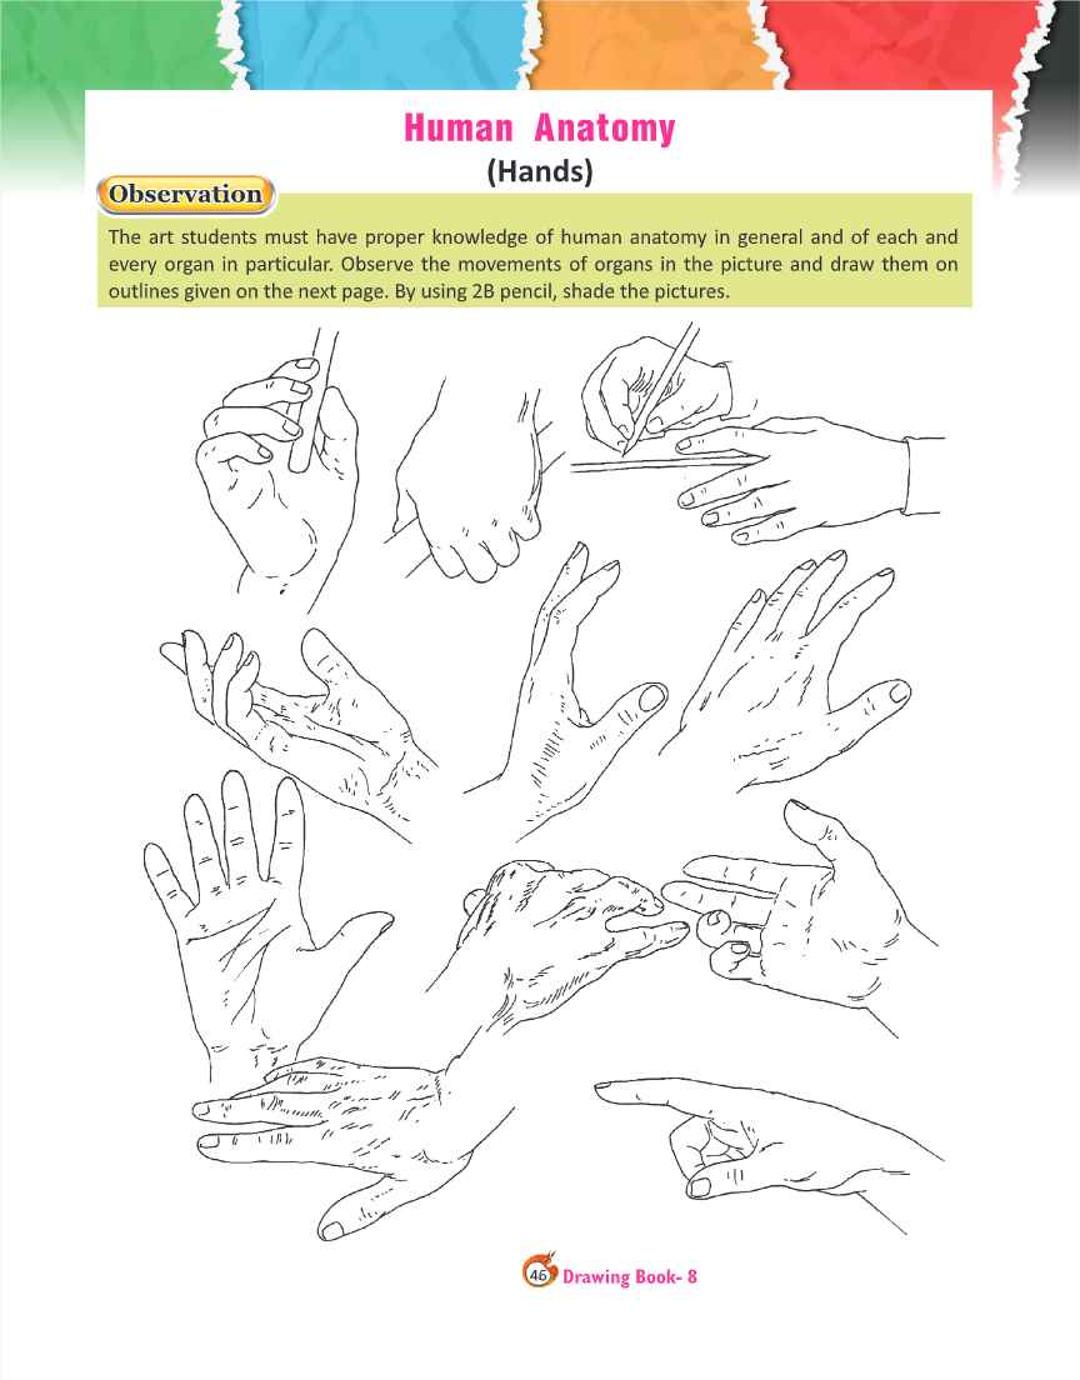 Human Anatomy
(Hands)
Observation
The art students must have proper knowledge of human anatomy in general and of each and
every organ in particular. Observe the movements of organs in the picture and draw them on
outlines given on the next page. By using 2B pencil, shade the pictures.
46 Drawing Book- 8